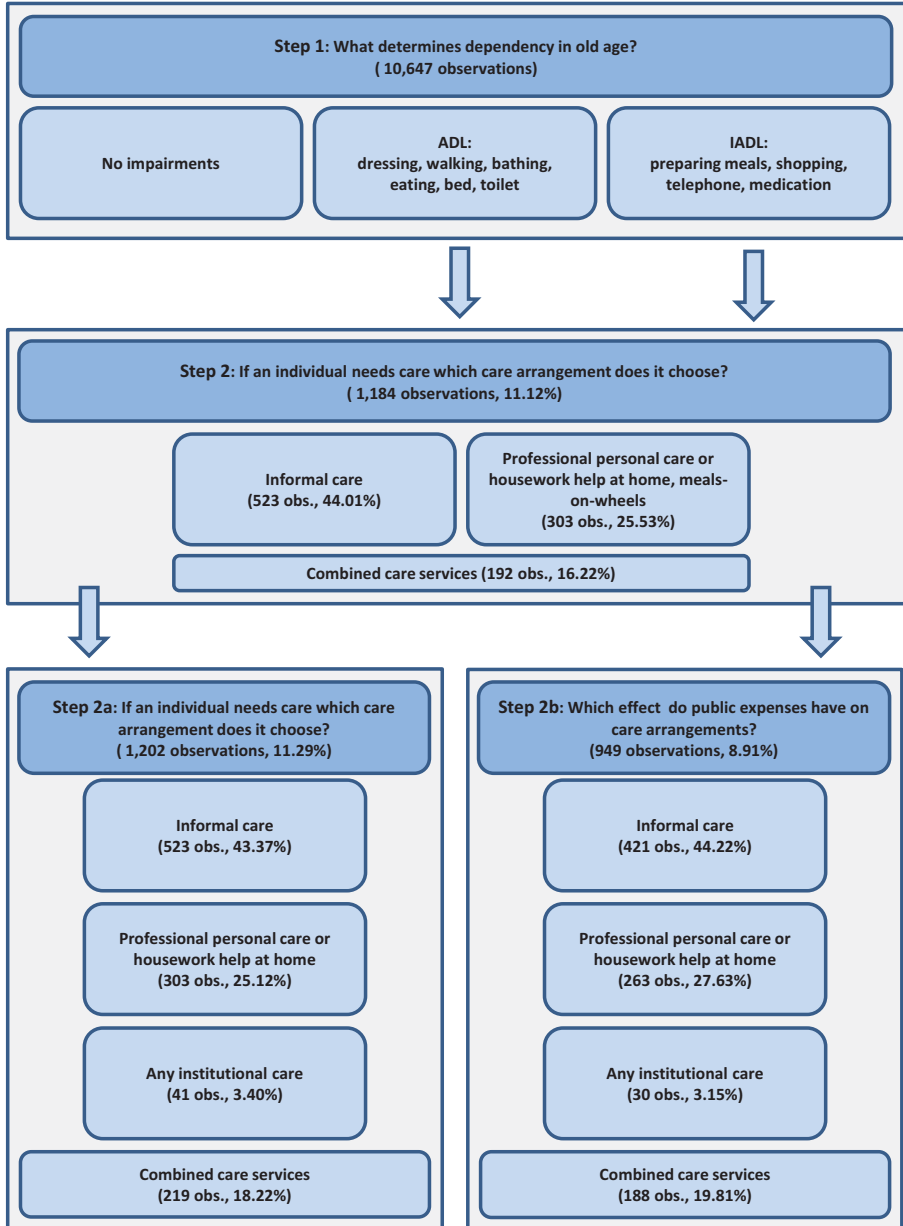 Step 1: What determines dependency in old age?
( 10,647 observations)
No impairments
ADL:
dressing, walking, bathing,
eating, bed, toilet
IADL:
preparing meals, shopping,
telephone, medication
Step 2: If an individual needs care which care arrangement does it choose?
( 1,184 observations, 11.12%)
Informal care
(523 obs., 44.01%)
Professional personal care or
housework help at home, meals-
on-wheels
(303 obs., 25.53%)
Combined care services (192 obs., 16.22%)
Step 2a: If an individual needs care which care
arrangement does it choose?
( 1,202 observations, 11.29%)
Informal care
(523 obs., 43.37%)
Professional personal care or
housework help at home
(303 obs., 25.12%)
Any institutional care
(41 obs., 3.40%)
Combined care services
(219 obs., 18.22%)
Step 2b: Which effect  do public expenses have on
care arrangements?
(949 observations, 8.91%)
Informal care
(421 obs., 44.22%)
Professional personal care or
housework help at home
(263 obs., 27.63%)
Any institutional care
(30 obs., 3.15%)
Combined care services
(188 obs., 19.81%)